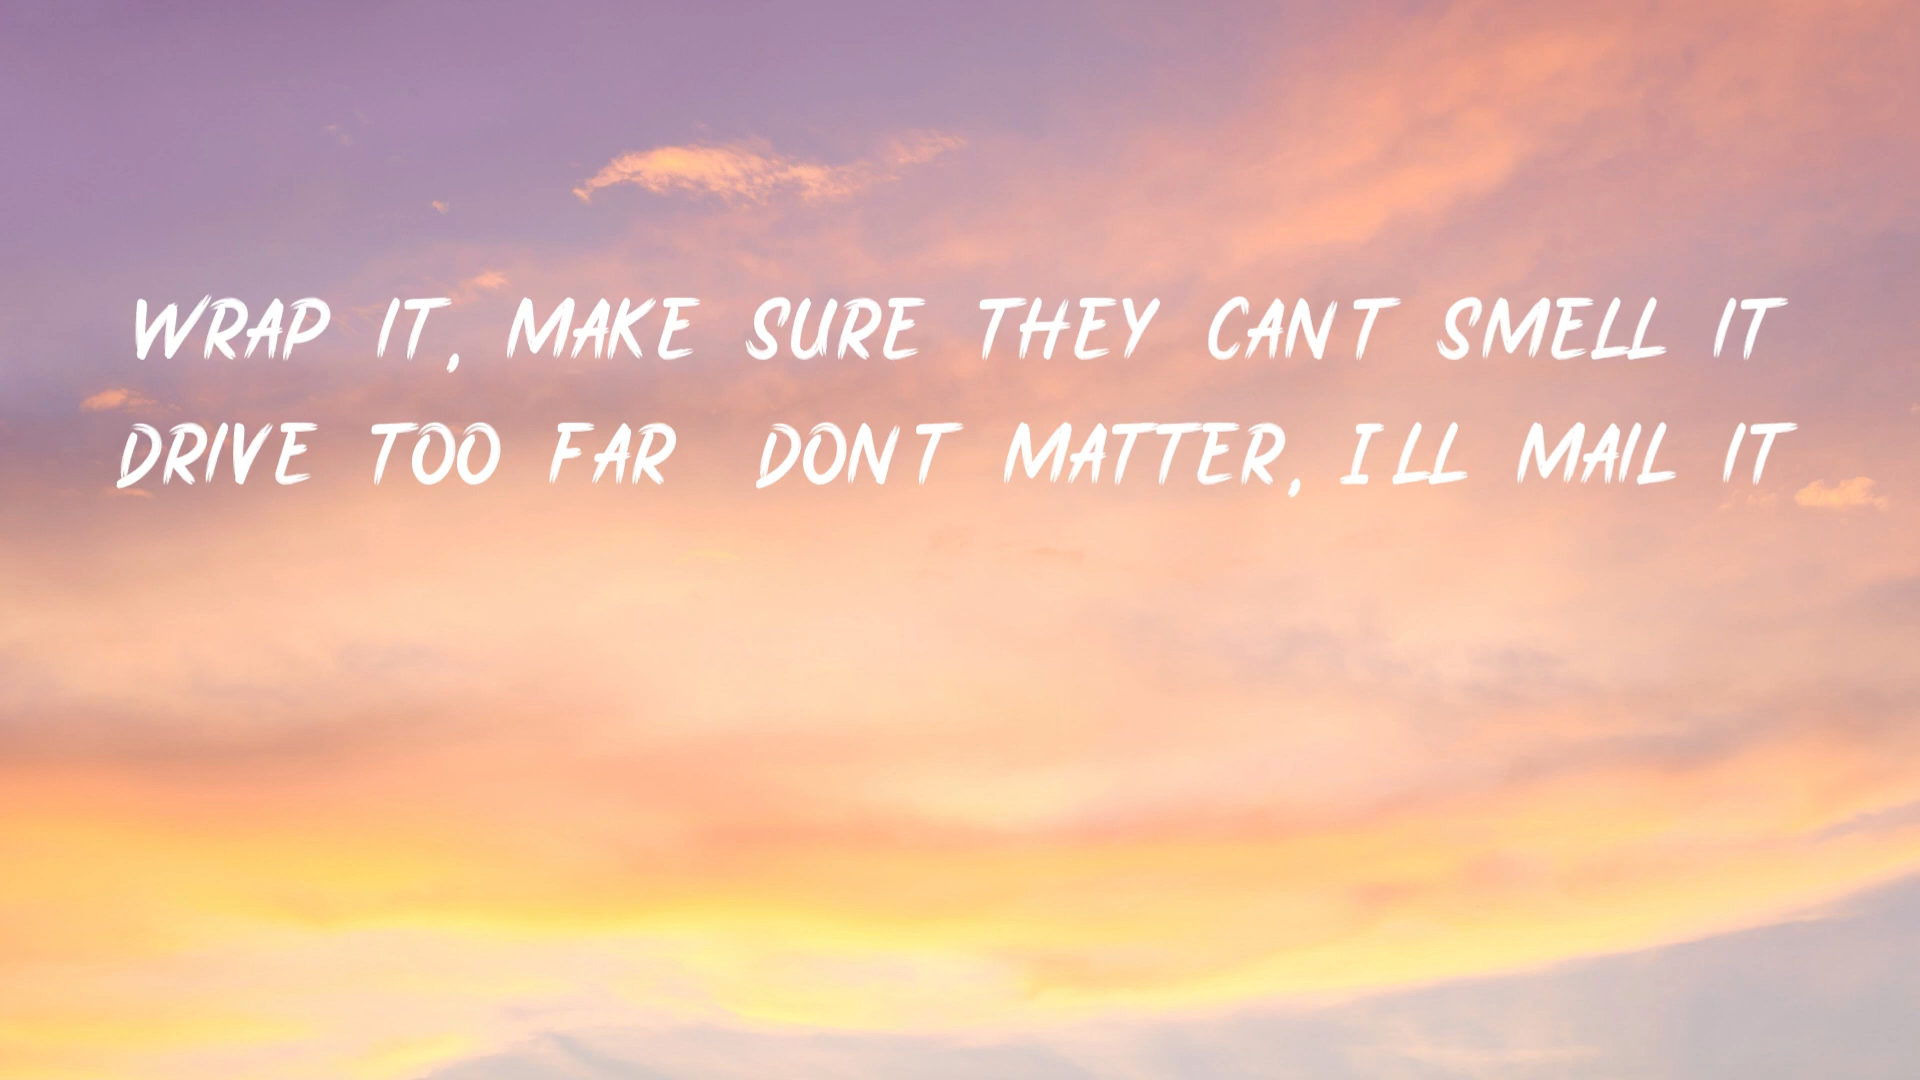 WRAP IT, MAKE SURE THEY CAN T SMELL IT
DRIVE TOO FAR DON T MATTER, I LL MAIL IT